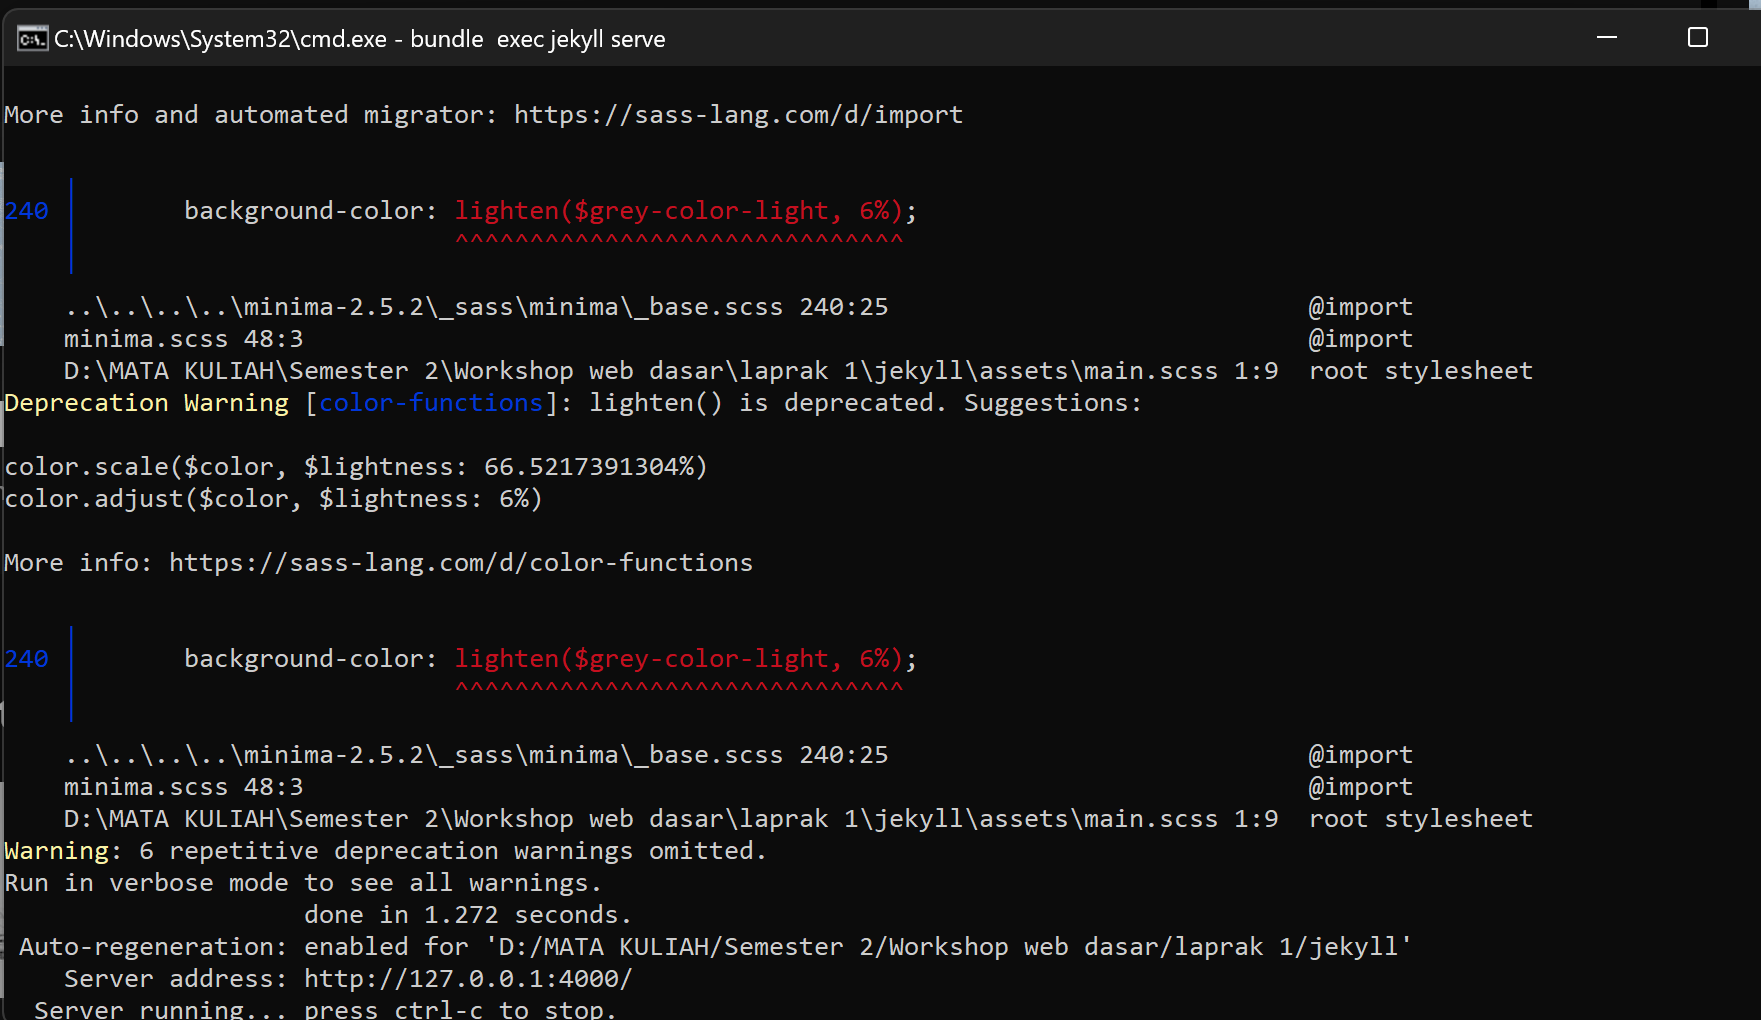 C:\Windows\System32\cmd.exe - bundle  exec jekyll serve
More info and automated migrator: https://sass-lang.com/d/import
240 │         background-color: lighten($grey-color-light, 6%);
^^^^^^^^^^^^^^^^^^^^^^^^^^^^^^
..\..\..\..\minima-2.5.2\_sass\minima\_base.scss 240:25 @import
minima.scss 48:3 @import
D:\MATA KULIAH\Semester 2\Workshop web dasar\laprak 1\jekyll\assets\main.scss 1:9 root stylesheet
Deprecation Warning [color-functions]: lighten() is deprecated. Suggestions:
color.scale($color, $lightness: 66.5217391304%)
color.adjust($color, $lightness: 6%)
More info: https://sass-lang.com/d/color-functions
240 │         background-color: lighten($grey-color-light, 6%);
^^^^^^^^^^^^^^^^^^^^^^^^^^^^^^
..\..\..\..\minima-2.5.2\_sass\minima\_base.scss 240:25 @import
minima.scss 48:3 @import
D:\MATA KULIAH\Semester 2\Workshop web dasar\laprak 1\jekyll\assets\main.scss 1:9 root stylesheet
Warning: 6 repetitive deprecation warnings omitted.
Run in verbose mode to see all warnings.
done in 1.272 seconds.
Auto-regeneration: enabled for 'D:/MATA KULIAH/Semester 2/Workshop web dasar/laprak 1/jekyll'
Server address: http://127.0.0.1:4000/
Server running... press ctrl-c to stop.